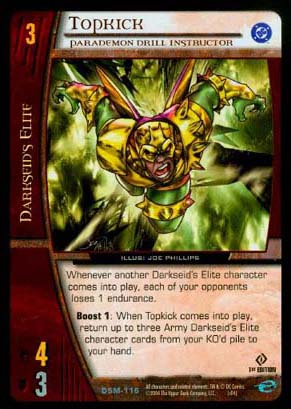 3
Topkick
Parademon Drill Instructor
DC
Darkseid's Elite
Illus: Joe Phillips
Whenever another Darkseid's Elite character
comes into play, each of your opponents
loses 1 endurance.
Boost 1: When Topkick comes into play,
return up to three Army Darkseid's Elite
character cards from your KO'd pile to
your hand.
4
3
1st Edition
DSM-116